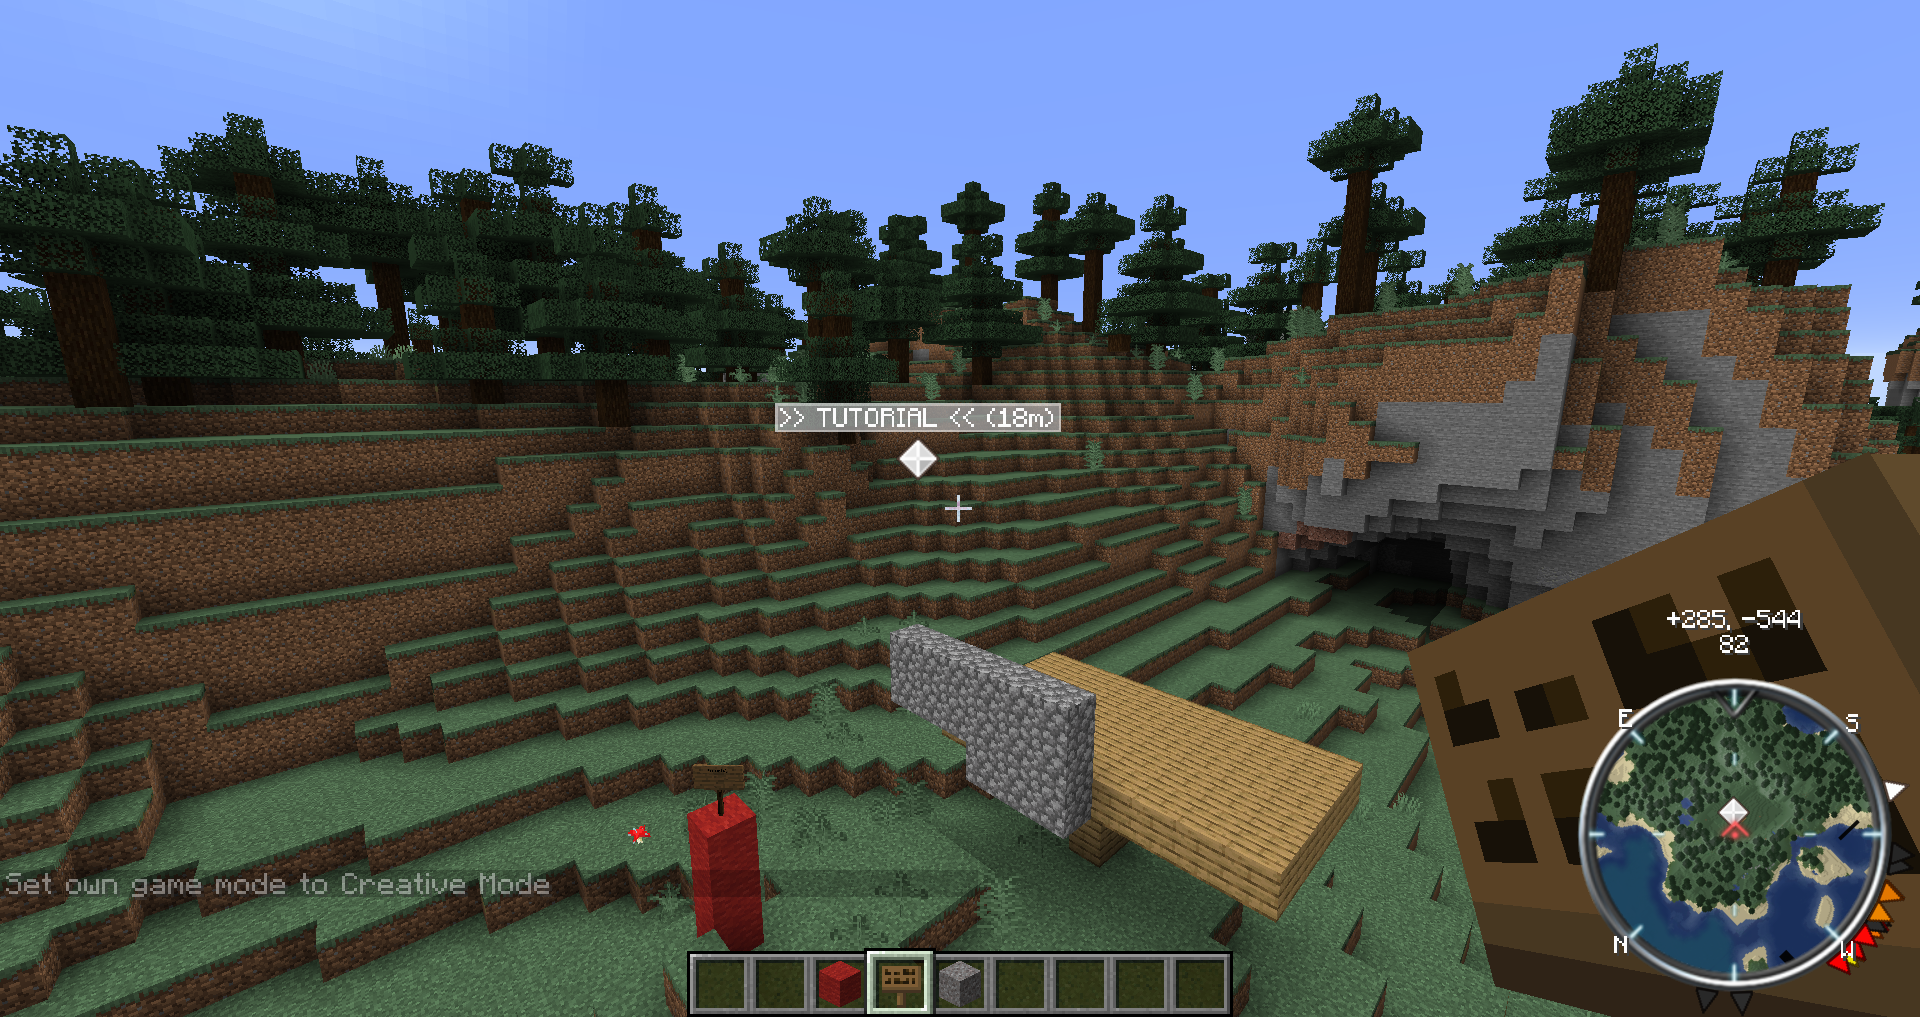 >> TUTORIAL << (18m)
+285, -544
82
E
S
Set own game mode to Creative Mode
N
W